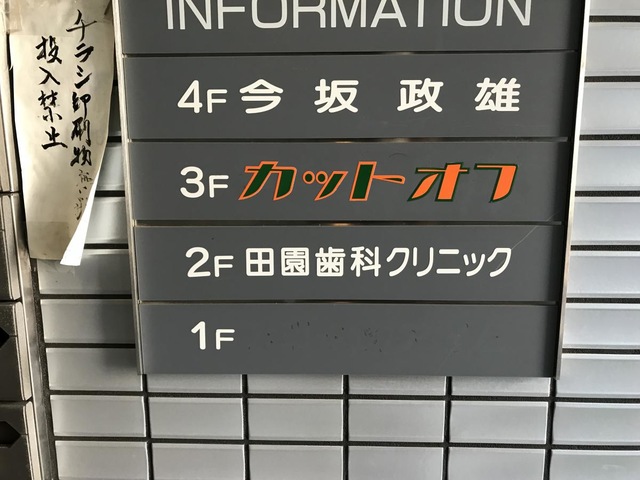 INFORMATION
4F 今坂政雄
3F カットオフ
2F 田園歯科クリニック
1F
チラシ印刷物
投入禁止